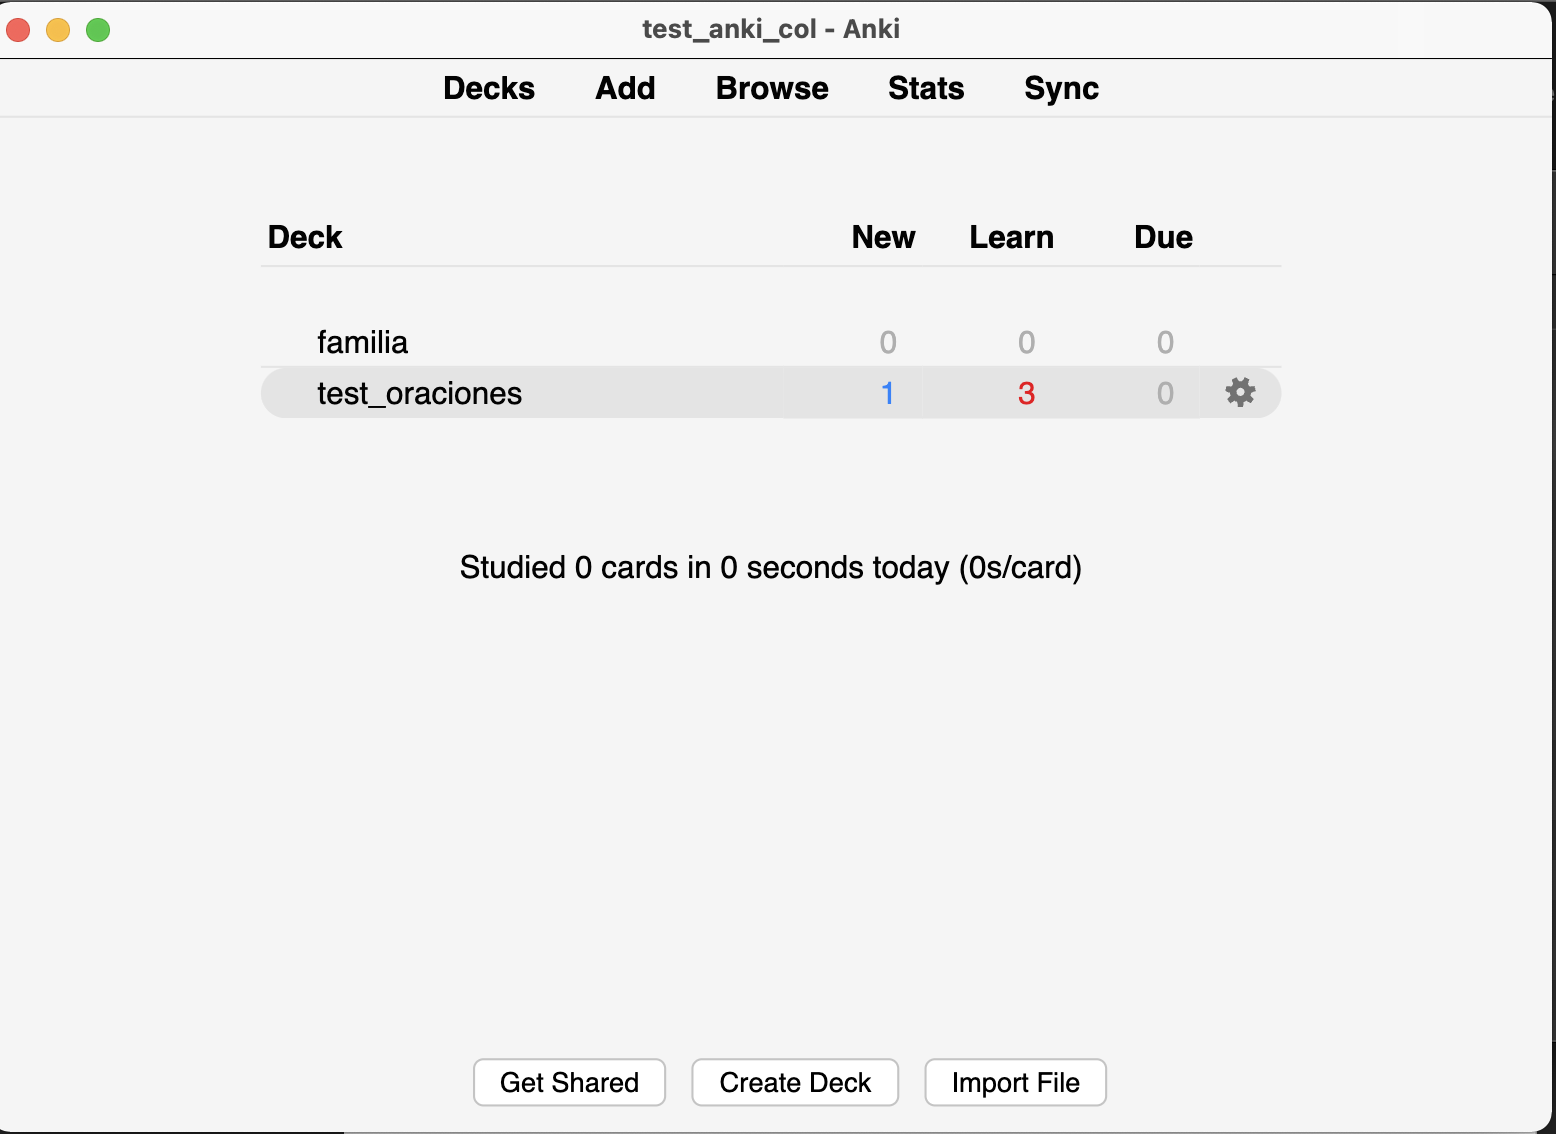 test_anki_col - Anki
Decks Add Browse Stats Sync
Deck New Learn Due
familia 0 0 0
test_oraciones 1 3 0
Studied 0 cards in 0 seconds today (0s/card)
Get Shared Create Deck Import File